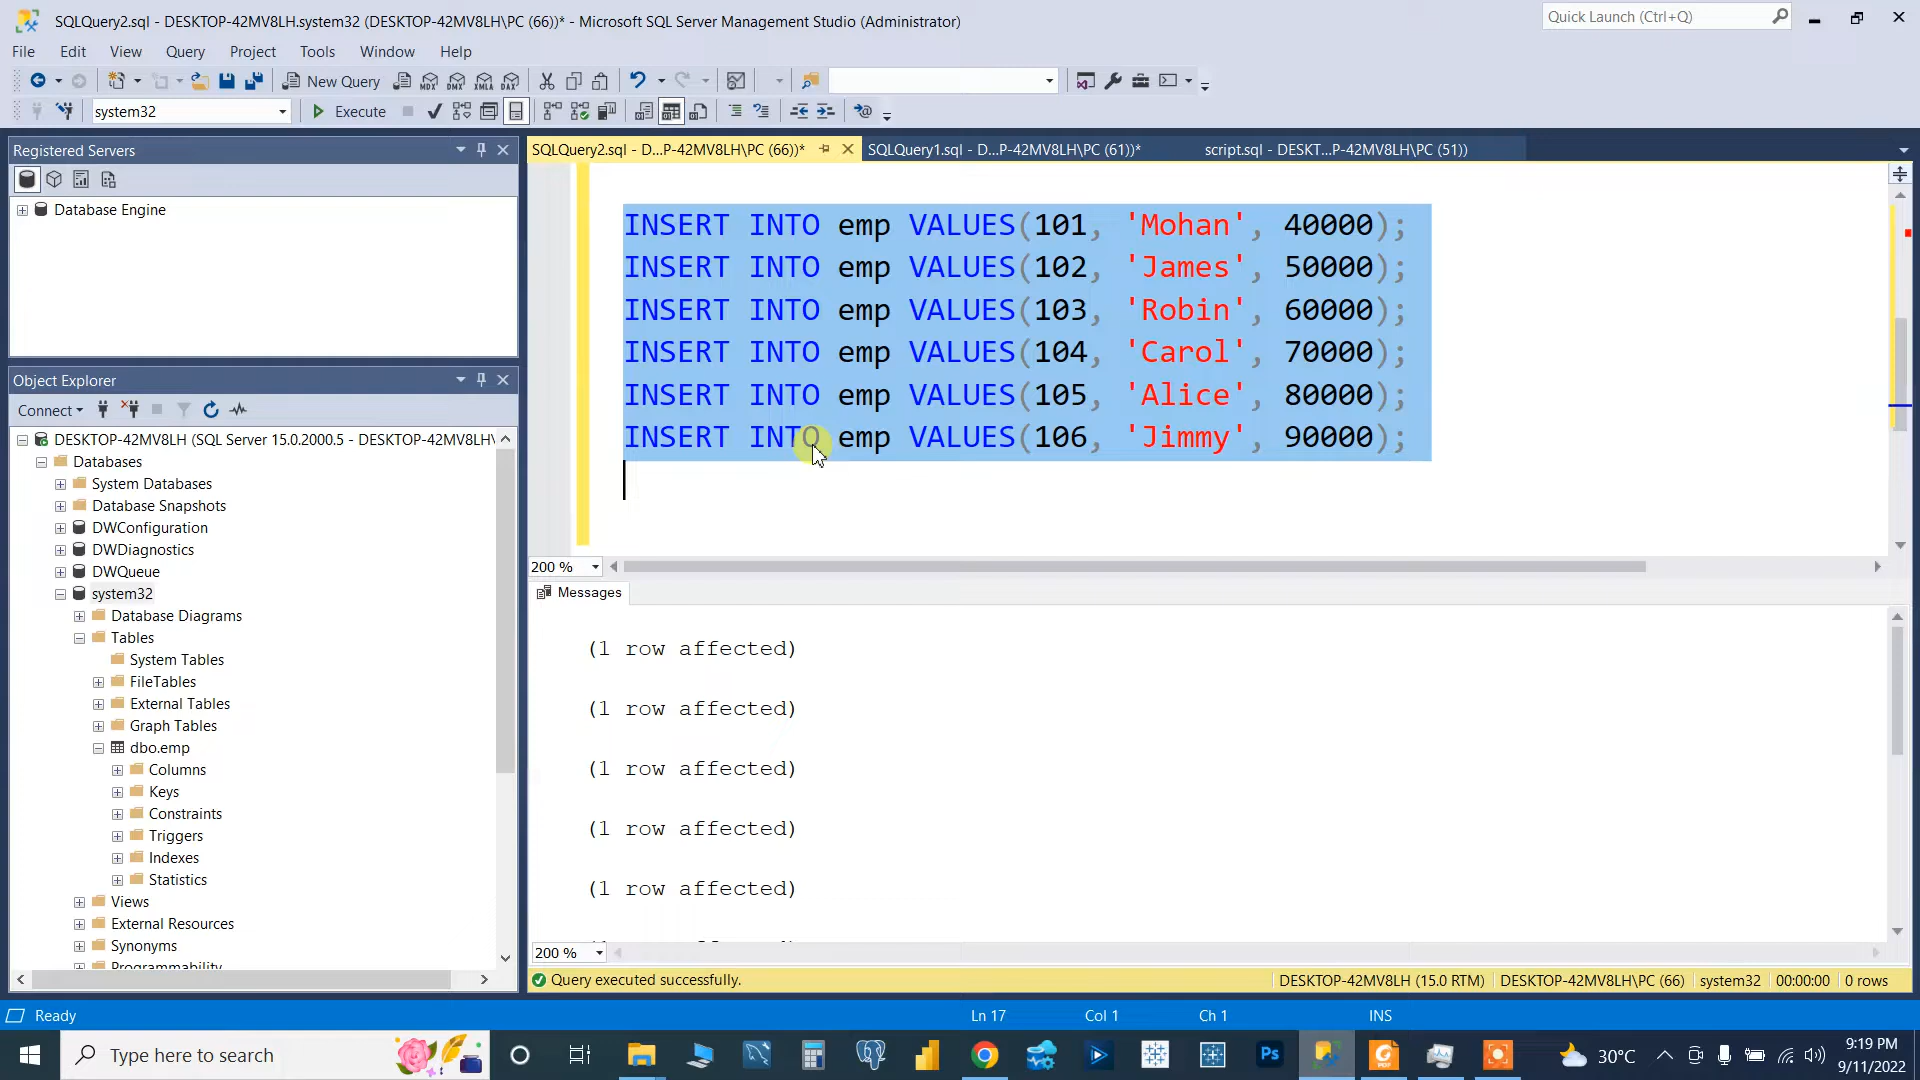 SQLQuery2.sql - DESKTOP-42MV8LH.system32 (DESKTOP-42MV8LH\PC (66))* - Microsoft SQL Server Management Studio (Administrator)
Quick Launch (Ctrl+Q)
File Edit View Query Project Tools Window Help
New Query MDX DMX XMLA DAX
system32 Execute
Registered Servers
Database Engine
Object Explorer
Connect
DESKTOP-42MV8LH (SQL Server 15.0.2000.5 - DESKTOP-42MV8LH\
Databases
System Databases
Database Snapshots
DWConfiguration
DWDiagnostics
DWQueue
system32
Database Diagrams
Tables
System Tables
FileTables
External Tables
Graph Tables
dbo.emp
Columns
Keys
Constraints
Triggers
Indexes
Statistics
Views
External Resources
Synonyms
Programmability
SQLQuery2.sql - D...P-42MV8LH\PC (66))* SQLQuery1.sql - D...P-42MV8LH\PC (61))* script.sql - DESKT...P-42MV8LH\PC (51))
INSERT INTO emp VALUES(101, 'Mohan', 40000);
INSERT INTO emp VALUES(102, 'James', 50000);
INSERT INTO emp VALUES(103, 'Robin', 60000);
INSERT INTO emp VALUES(104, 'Carol', 70000);
INSERT INTO emp VALUES(105, 'Alice', 80000);
INSERT INTO emp VALUES(106, 'Jimmy', 90000);
200 %
Messages
(1 row affected)
(1 row affected)
(1 row affected)
(1 row affected)
(1 row affected)
200 %
Query executed successfully. DESKTOP-42MV8LH (15.0 RTM) DESKTOP-42MV8LH\PC (66) system32 00:00:00 0 rows
Ready Ln 17 Col 1 Ch 1 INS
Type here to search Ps 30°C 9:19 PM
9/11/2022